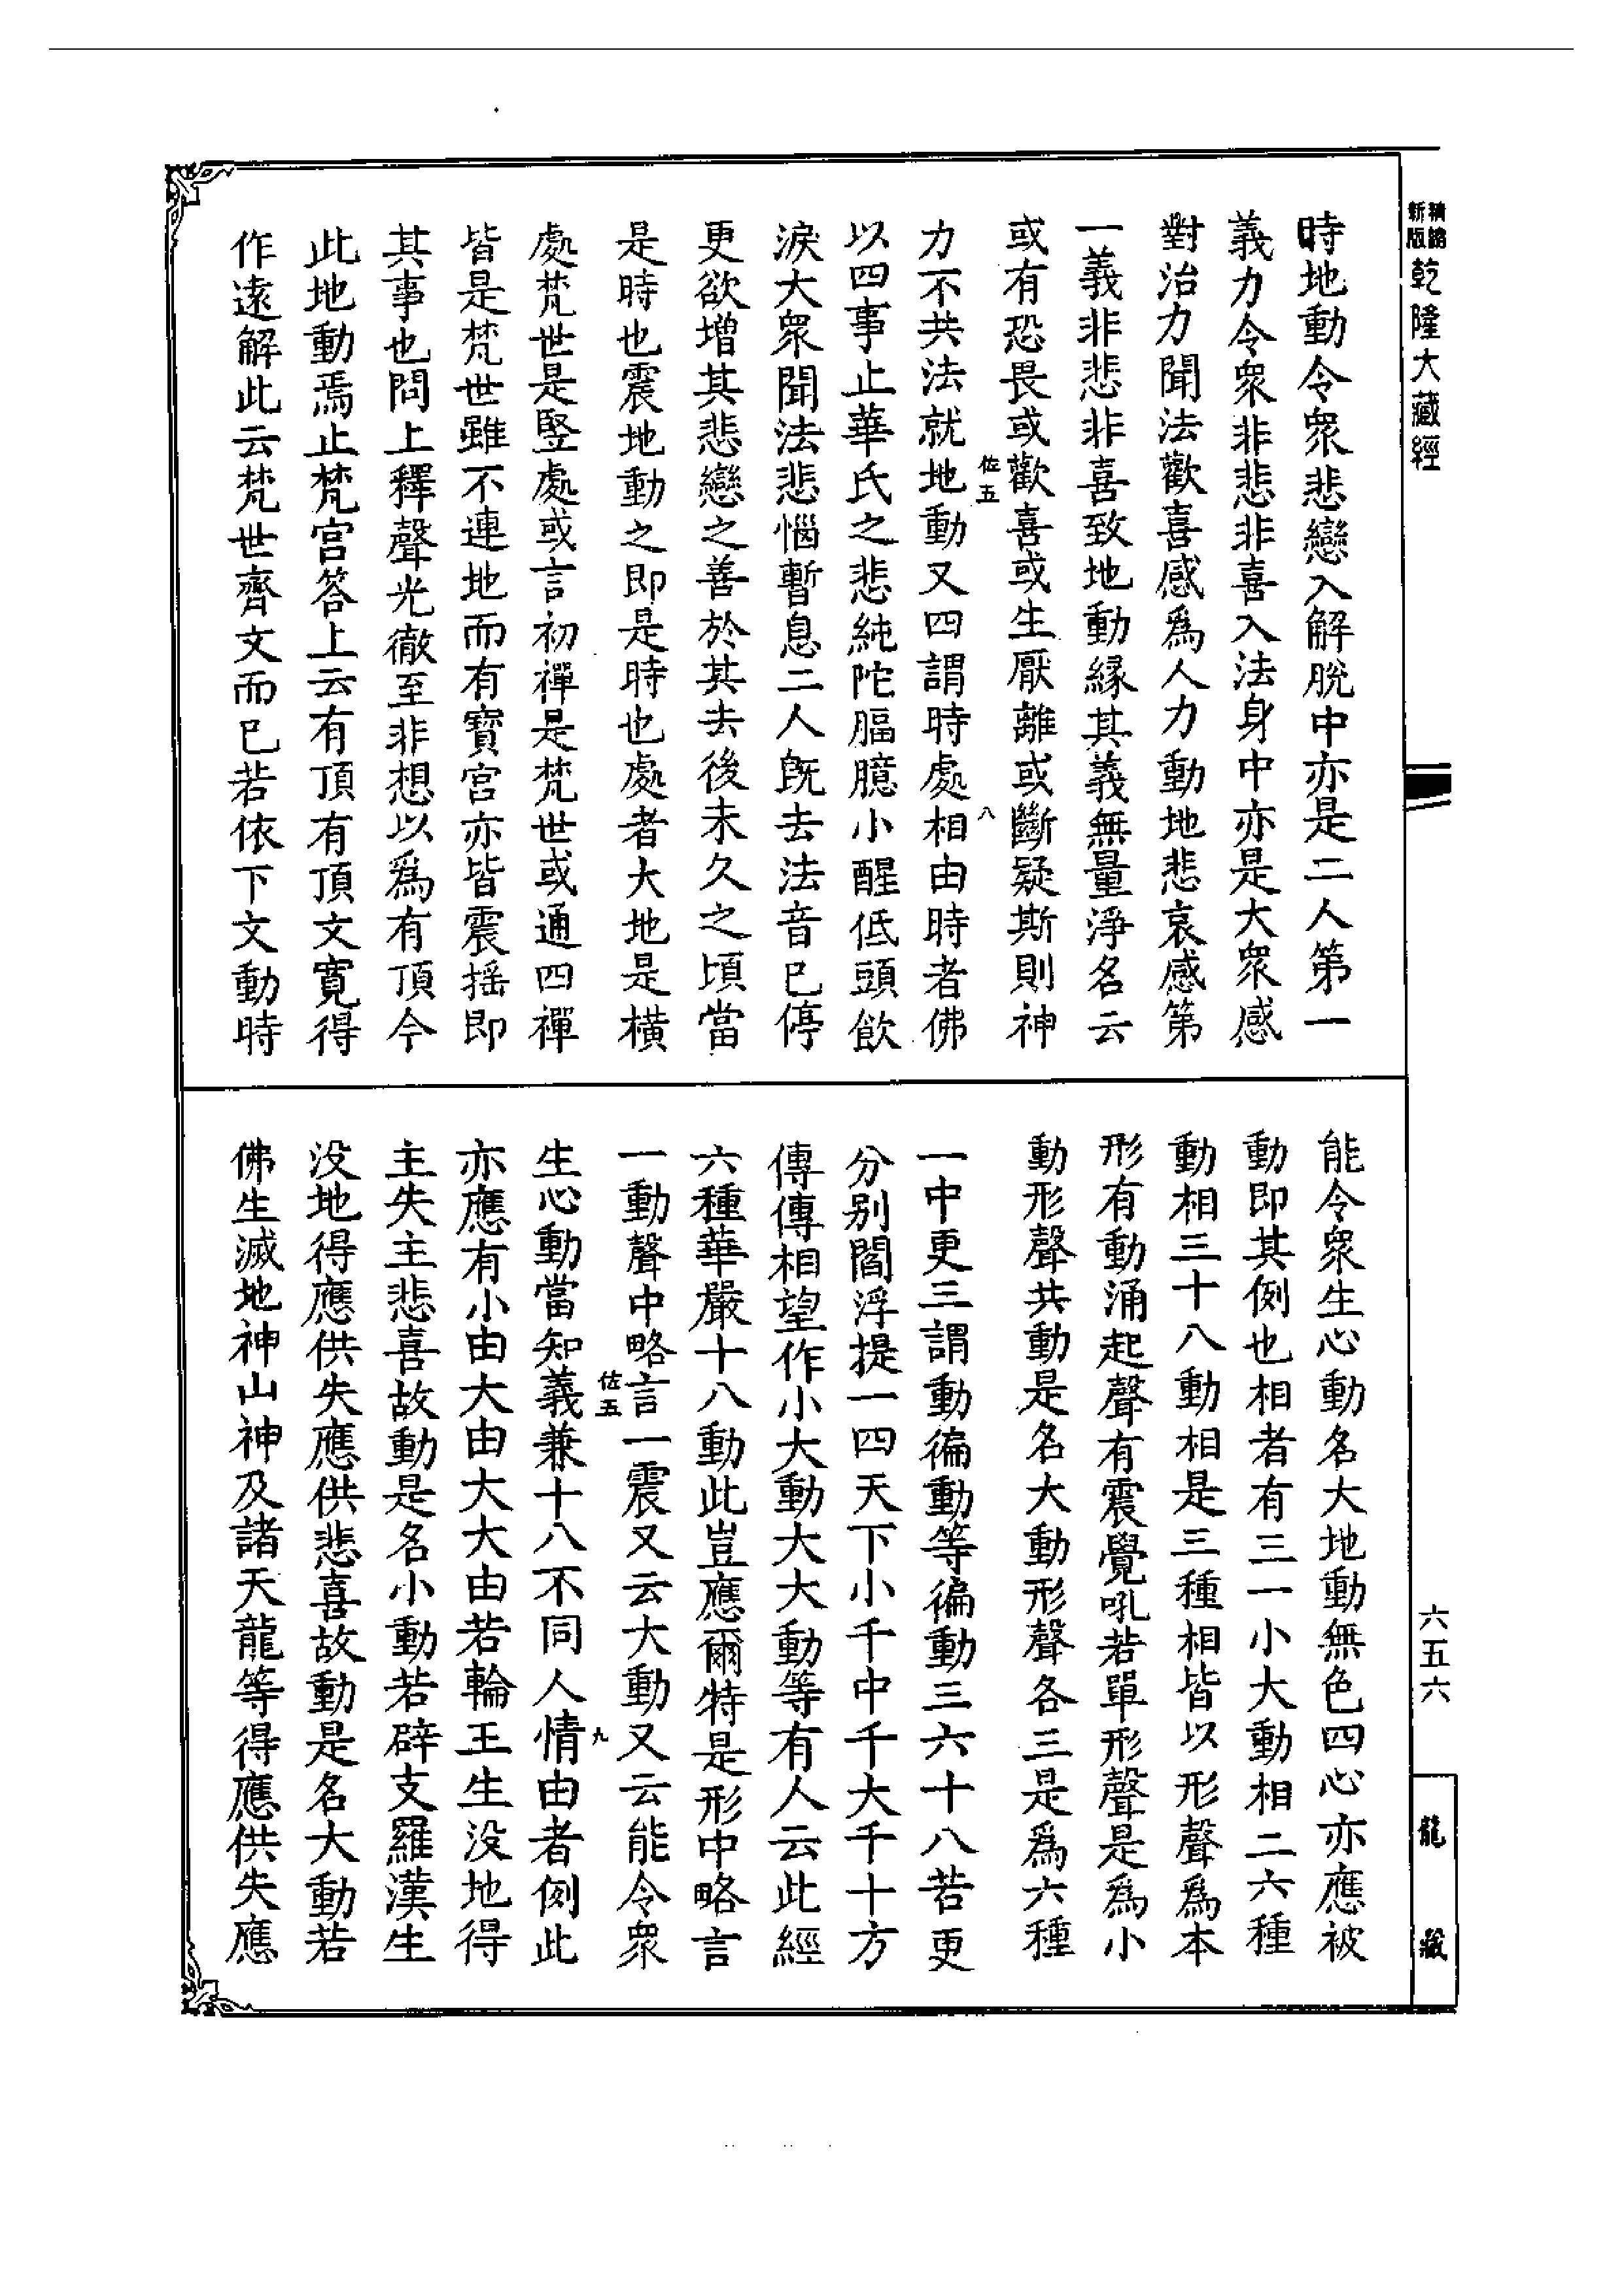 精鐫新版乾隆大藏經
時地動令衆悲戀入解脫中亦是二人第一
義力令衆非悲非喜入法身中亦是大衆感
對治力聞法歡喜感爲人力動地悲哀感第
一義非悲非喜致地動緣其義無量淨名云
或有恐畏或歡喜或生厭離或斷疑斯則神
佐五
八
力不共法就地動又四謂時處相由時者佛
以四事止華氏之悲純陀腷臆小醒低頭飲
淚大衆聞法悲惱暫息二人旣去法音已停
更欲增其悲戀之善於其去後未久之頃當
是時也震地動之即是時也處者大地是橫
處梵世是竪處或言初禪是梵世或通四禪
皆是梵世雖不連地而有寶宮亦皆震搖即
其事也問上釋聲光徹至非想以爲有頂今
此地動焉止梵宮答上云有頂有頂文寬得
作遠解此云梵世齊文而已若依下文動時
能令衆生心動名大地動無色四心亦應被
動即其例也相者有三一小大動相二六種
動相三十八動相是三種相皆以形聲爲本
形有動涌起聲有震覺吼若單形聲是爲小
動形聲共動是名大動形聲各三是爲六種
一中更三謂動徧動等徧動三六十八若更
分別閻浮提一四天下小千中千大千十方
傳傳相望作小大動大大動等有人云此經
六種華嚴十八動此豈應爾特是形中略言
一動聲中略言一震又云大動又云能令衆
佐五
九
生心動當知義兼十八不同人情由者例此
亦應有小由大由大大由若輪王生没地得
主失主悲喜故動是名小動若辟支羅漢生
没地得應供失應供悲喜故動是名大動若
佛生滅地神山神及諸天龍等得應供失應
六五六
龍藏